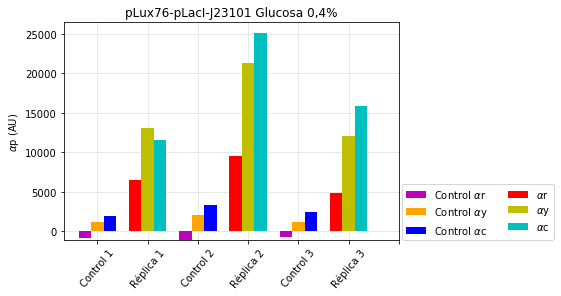 pLux76-pLacI-J23101 Glucosa 0,4%
αp (AU)
25000
20000
15000
10000
5000
0
Control 1
Réplica 1
Control 2
Réplica 2
Control 3
Réplica 3
Control αr
Control αy
Control αc
αr
αy
αc